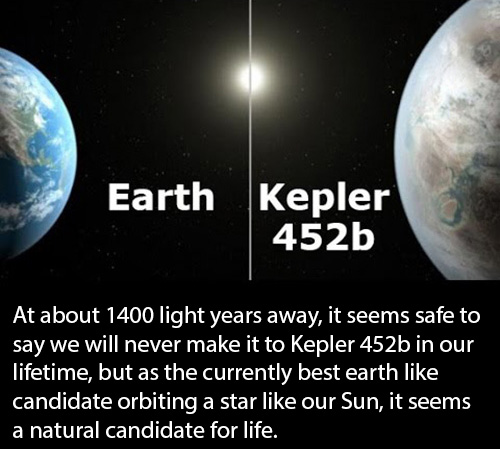 Earth
Kepler
452b
At about 1400 light years away, it seems safe to
say we will never make it to Kepler 452b in our
lifetime, but as the currently best earth like
candidate orbiting a star like our Sun, it seems
a natural candidate for life.